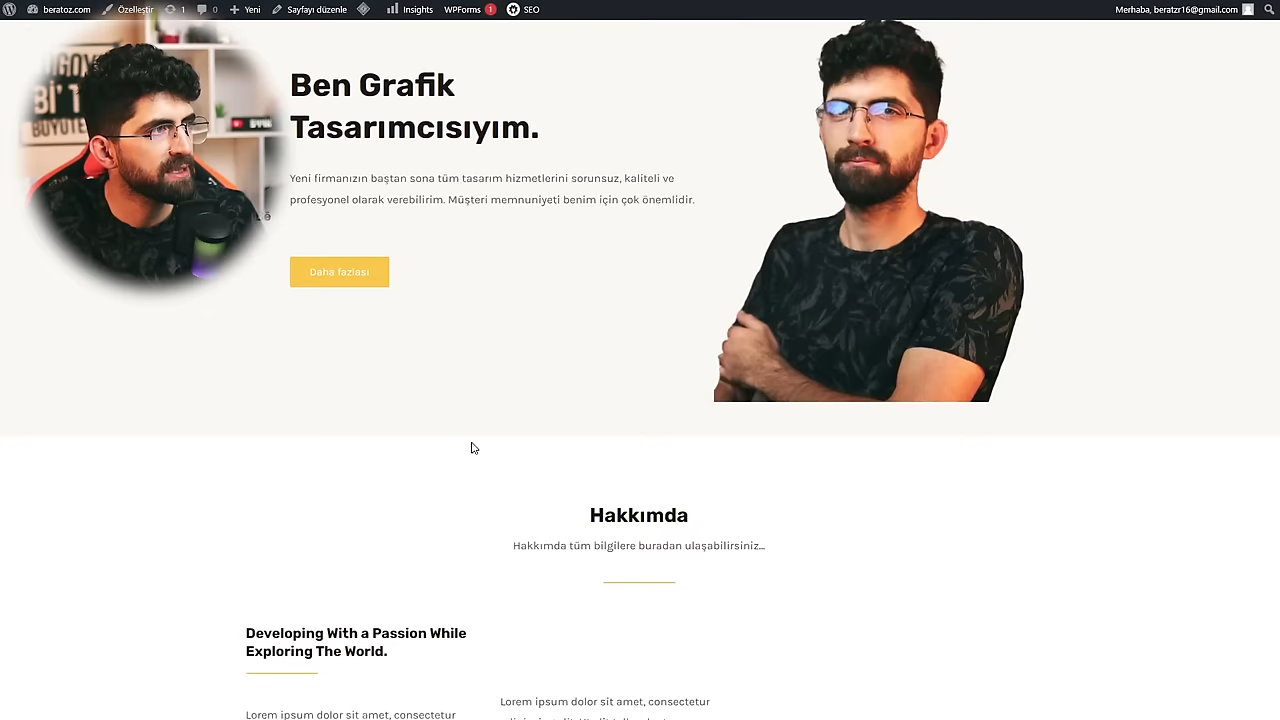 beratoz.com Özelleştir 1 0 Yeni Sayfayı düzenle Insights WPForms 1 SEO Merhaba, beratzr16@gmail.com
Bİ' T
BÜYÜTE
Ben Grafik
Tasarımcısıyım.
Yeni firmanızın baştan sona tüm tasarım hizmetlerini sorunsuz, kaliteli ve
profesyonel olarak verebilirim. Müşteri memnuniyeti benim için çok önemlidir.
Daha fazlası
Hakkımda
Hakkımda tüm bilgilere buradan ulaşabilirsiniz...
Developing With a Passion While
Exploring The World.
Lorem ipsum dolor sit amet, consectetur
Lorem ipsum dolor sit amet, consectetur